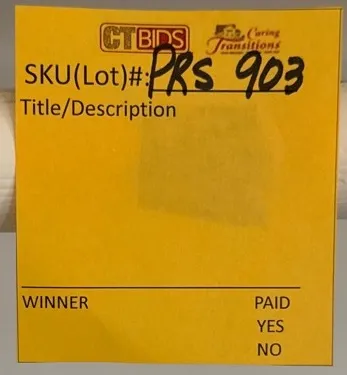 CTBIDS Caring Transitions
SKU(Lot)#: PRS 903
Title/Description
WINNER PAID
YES
NO